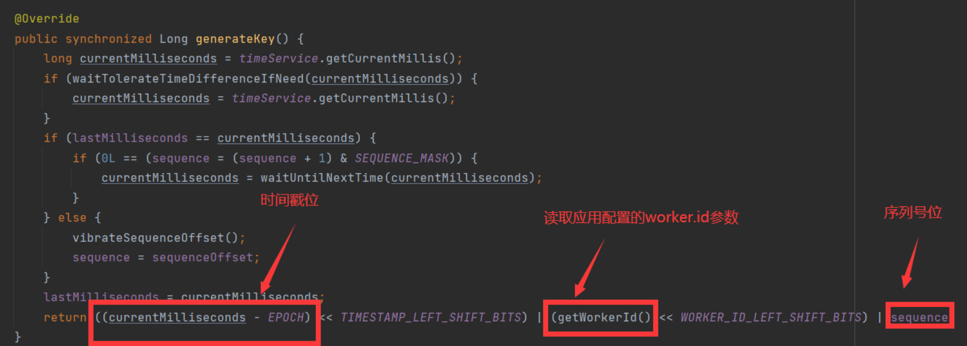 @Override
public synchronized Long generateKey() {
long currentMilliseconds = timeService.getCurrentMillis();
if (waitTolerateTimeDifferenceIfNeed(currentMilliseconds)) {
currentMilliseconds = timeService.getCurrentMillis();
}
if (lastMilliseconds == currentMilliseconds) {
if (0L == (sequence = (sequence + 1) & SEQUENCE_MASK)) {
currentMilliseconds = waitUntilNextTime(currentMilliseconds);
}
时间戳位
读取应用配置的worker.id参数
序列号位
} else {
vibrateSequenceOffset();
sequence = sequenceOffset;
}
lastMilliseconds = currentMilliseconds;
return ((currentMilliseconds - EPOCH) << TIMESTAMP_LEFT_SHIFT_BITS) | (getWorkerId() << WORKER_ID_LEFT_SHIFT_BITS) | sequence
}